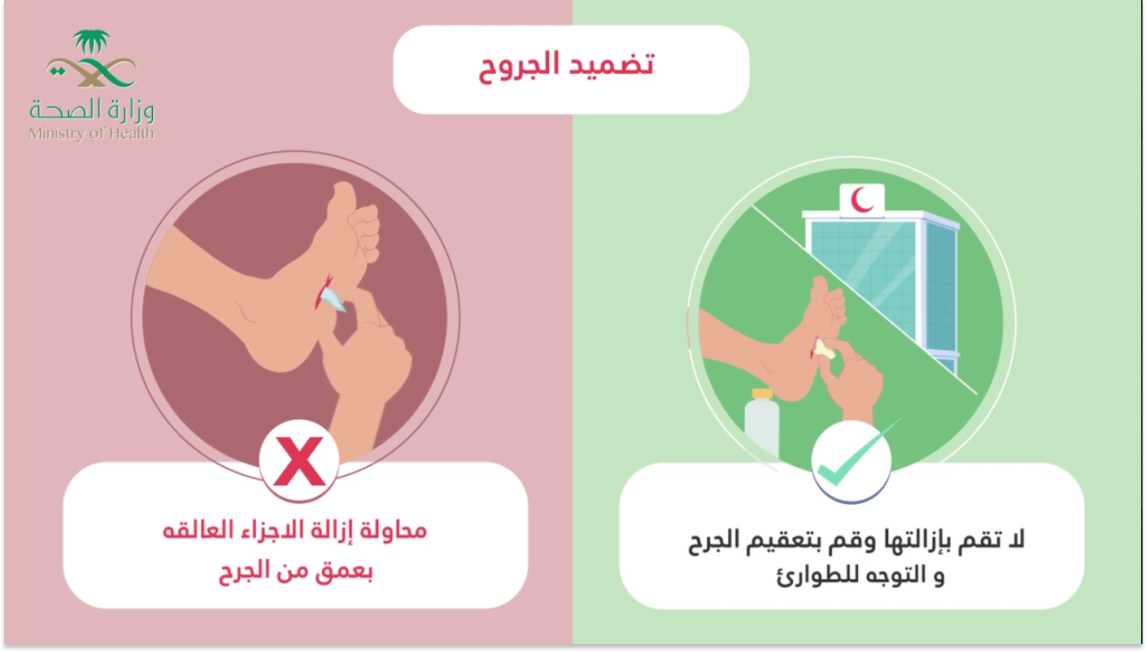 تضميد الجروح
وزارة الصحة
Ministry of Health
X
لا تقم بإزالتها وقم بتعقيم الجرح
و التوجه للطوارئ
محاولة إزالة الاجزاء العالقه
بعمق من الجرح